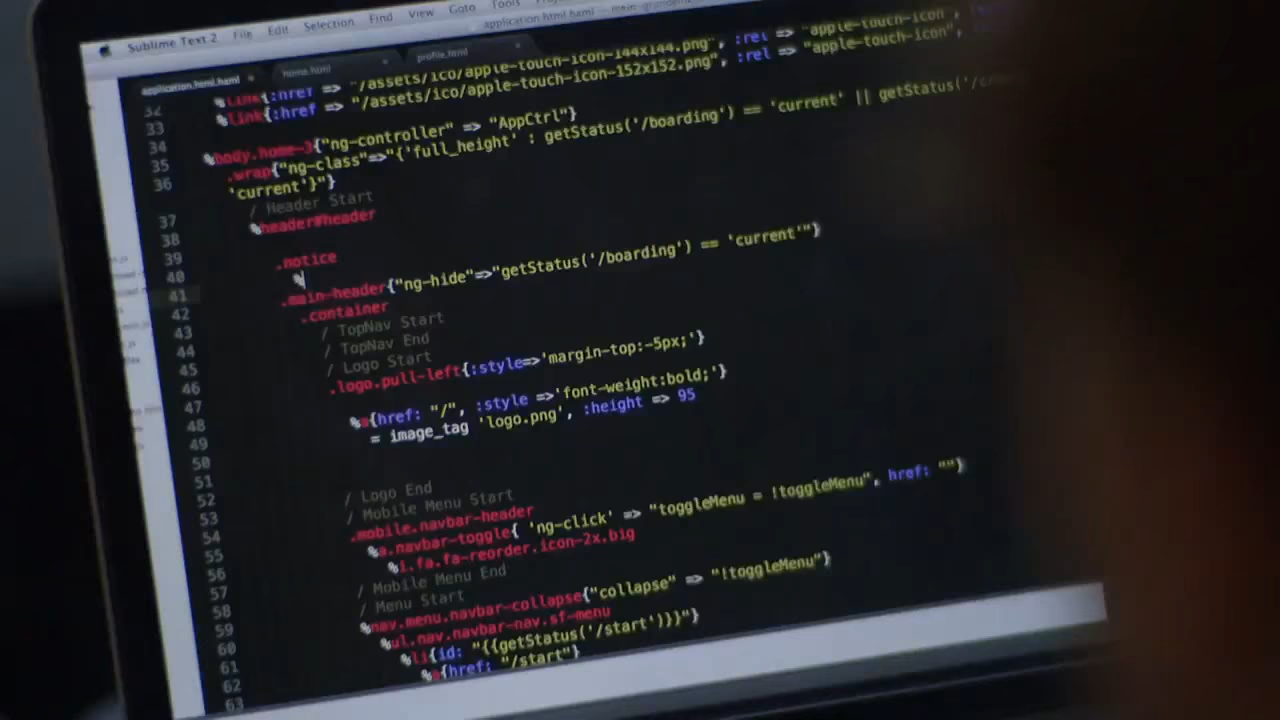 Sublime Text 2 File Edit Selection Find View Goto Tools
application.html.haml
application.html.haml home.html profile.html
32 %link{:href => "/assets/ico/apple-touch-icon-144x144.png", :rel => "apple-touch-icon",
33 %link{:href => "/assets/ico/apple-touch-icon-152x152.png", :rel => "apple-touch-icon",
34
35 %body.home-3{"ng-controller" => "AppCtrl"}
36 .wrap{"ng-class"=>"{'full_height' : getStatus('/boarding') == 'current' || getStatus(
'current'}"}
37 / Header Start
38 %header#header
39
40 .notice
41 %
42 .main-header{"ng-hide"=>"getStatus('/boarding') == 'current'"}
43 .container
44 / TopNav Start
45 / TopNav End
46 / Logo Start
47 .logo.pull-left{:style=>'margin-top:-5px;'}
48
49 %a{href: "/", :style =>'font-weight:bold;'}
50 = image_tag 'logo.png', :height => 95
51
52
53 / Logo End
54 / Mobile Menu Start
55 .mobile.navbar-header
56 %a.navbar-toggle{ 'ng-click' => "toggleMenu = !toggleMenu", href: ""}
57 %i.fa.fa-reorder.icon-2x.big
58 / Mobile Menu End
59 / Menu Start
60 %nav.menu.navbar-collapse{"collapse" => "!toggleMenu"}
61 %ul.nav.navbar-nav.sf-menu
62 %li{id: "{{getStatus('/start')}}"}
63 %a{href: "/start"}